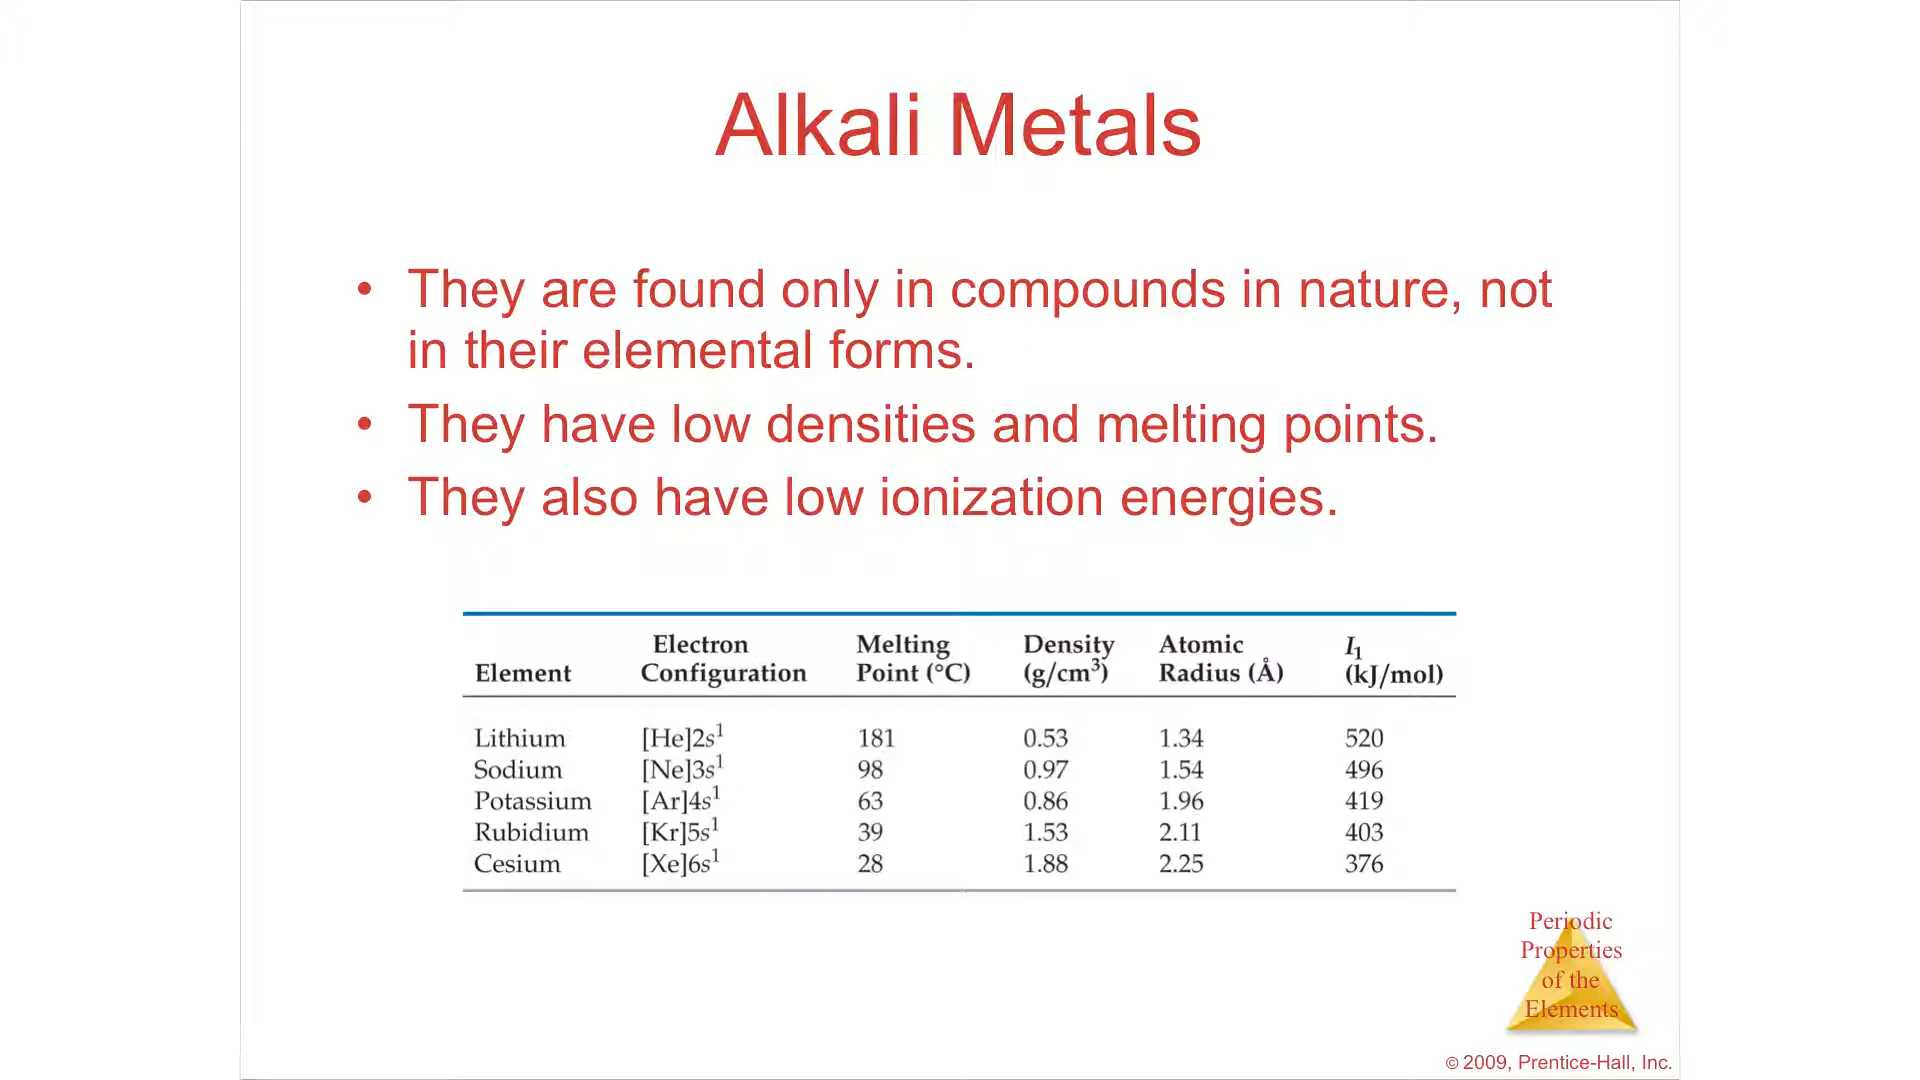 Alkali Metals
• They are found only in compounds in nature, not
in their elemental forms.
• They have low densities and melting points.
• They also have low ionization energies.
Element Electron Configuration Melting Point (°C) Density (g/cm³) Atomic Radius (Å) I₁ (kJ/mol)
Lithium [He]2s¹ 181 0.53 1.34 520
Sodium [Ne]3s¹ 98 0.97 1.54 496
Potassium [Ar]4s¹ 63 0.86 1.96 419
Rubidium [Kr]5s¹ 39 1.53 2.11 403
Cesium [Xe]6s¹ 28 1.88 2.25 376
Periodic
Properties
of the
Elements
© 2009, Prentice-Hall, Inc.